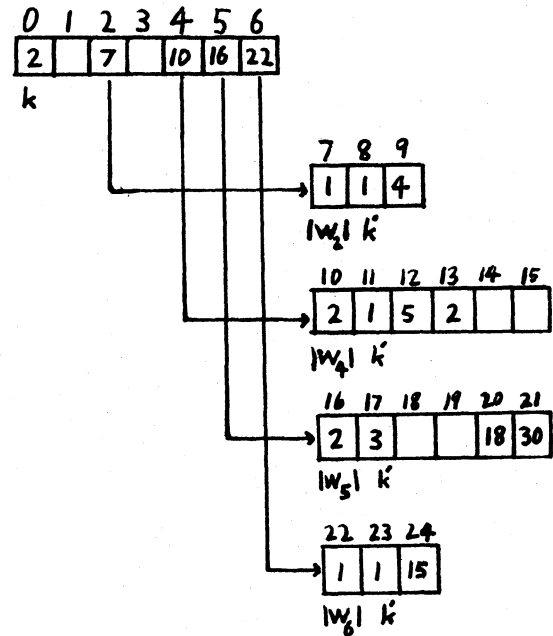 0 1 2 3 4 5 6
2 7 10 16 22
k
7 8 9
1 1 4
|W₂| k'
10 11 12 13 14 15
2 1 5 2
|W₄| k'
16 17 18 19 20 21
2 3 18 30
|W₅| k'
22 23 24
1 1 15
|W₆| k'